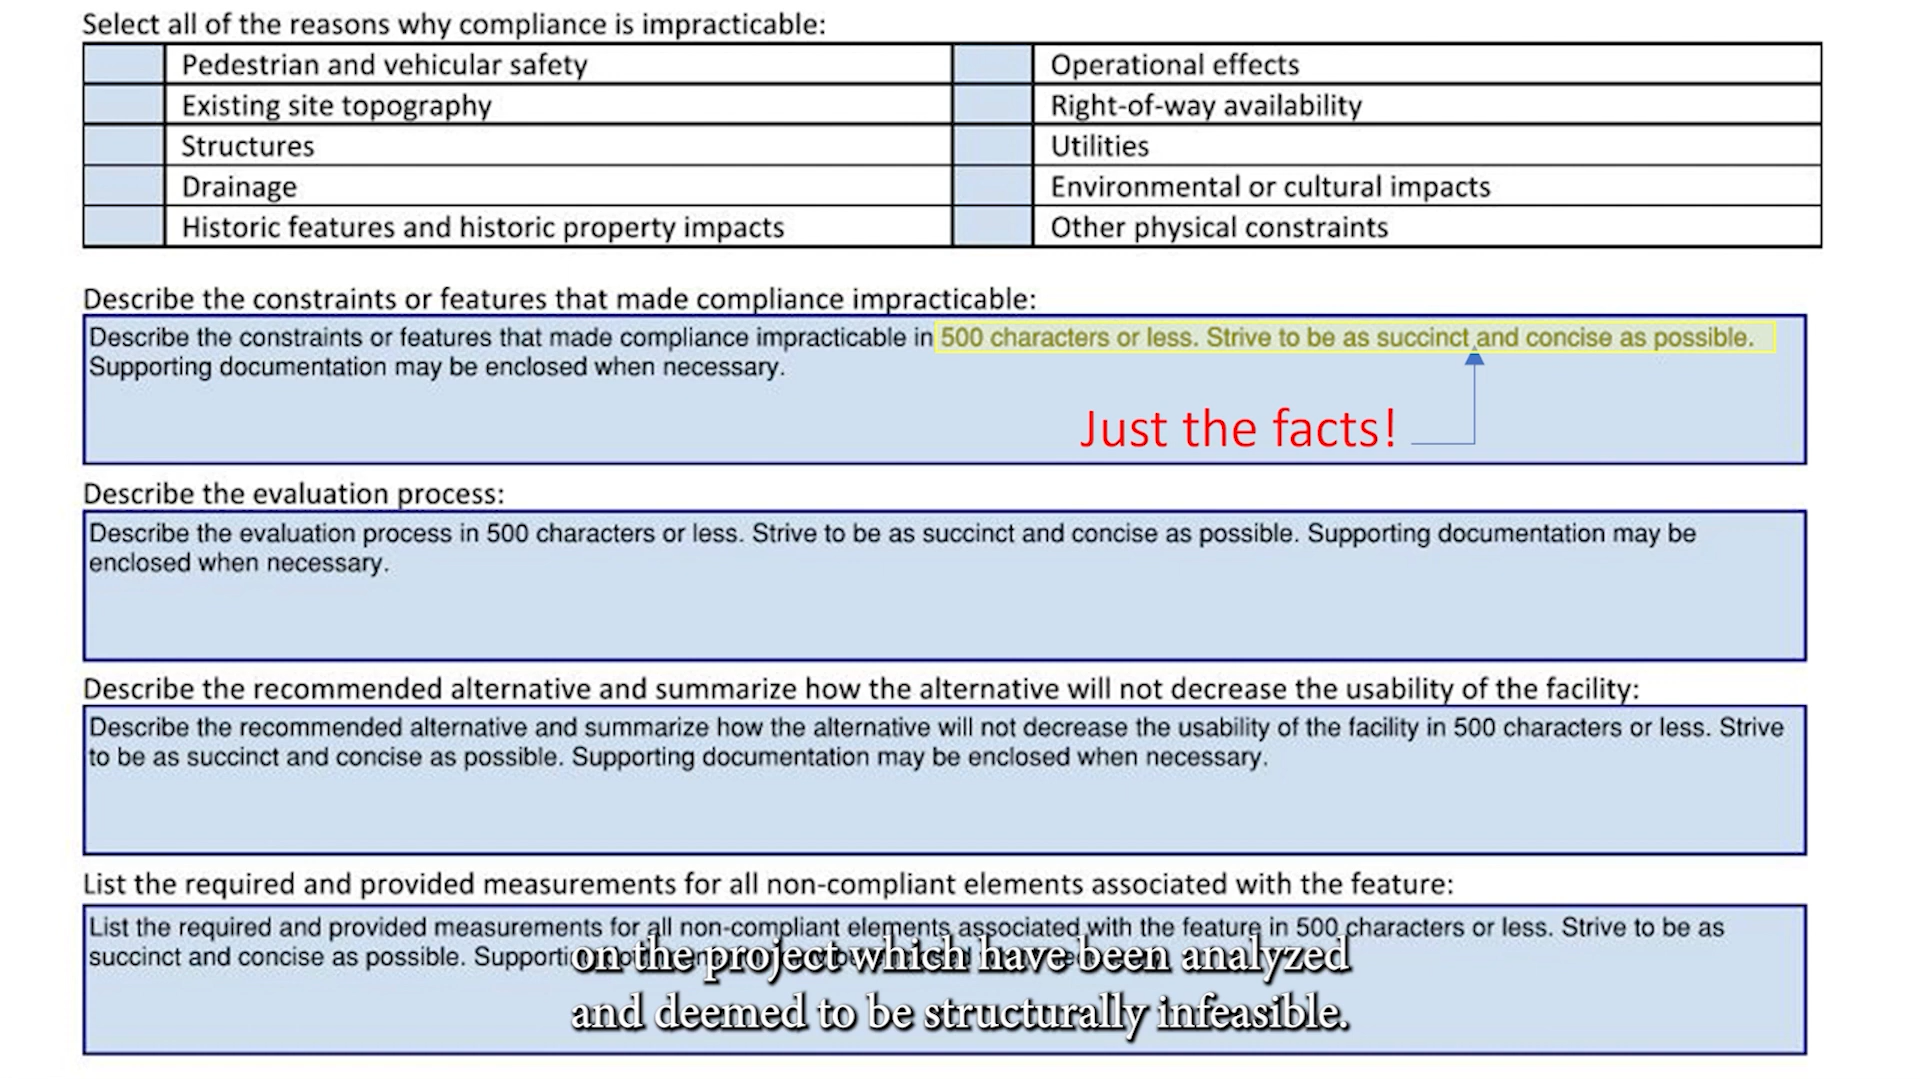 Select all of the reasons why compliance is impracticable:
Pedestrian and vehicular safety
Operational effects
Existing site topography
Right-of-way availability
Structures
Utilities
Drainage
Environmental or cultural impacts
Historic features and historic property impacts
Other physical constraints
Describe the constraints or features that made compliance impracticable:
Describe the constraints or features that made compliance impracticable in 500 characters or less. Strive to be as succinct and concise as possible.
Supporting documentation may be enclosed when necessary.
Just the facts!
Describe the evaluation process:
Describe the evaluation process in 500 characters or less. Strive to be as succinct and concise as possible. Supporting documentation may be
enclosed when necessary.
Describe the recommended alternative and summarize how the alternative will not decrease the usability of the facility:
Describe the recommended alternative and summarize how the alternative will not decrease the usability of the facility in 500 characters or less. Strive
to be as succinct and concise as possible. Supporting documentation may be enclosed when necessary.
List the required and provided measurements for all non-compliant elements associated with the feature:
List the required and provided measurements for all non-compliant elements associated with the feature in 500 characters or less. Strive to be as
succinct and concise as possible.
on the project which have been analyzed
and deemed to be structurally infeasible.